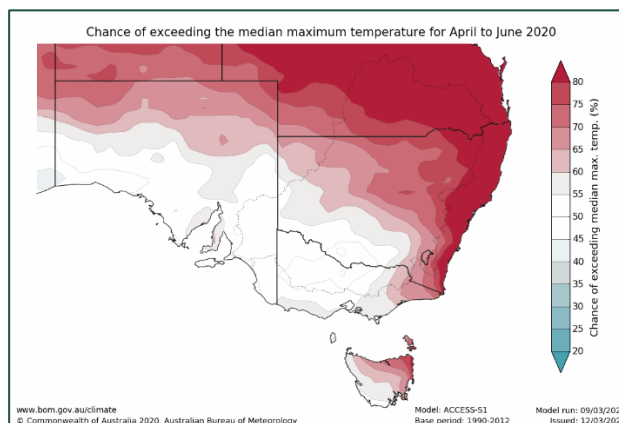 Chance of exceeding the median maximum temperature for April to June 2020
80
75
70
65
60
55
50
45
40
35
30
25
20
Chance of exceeding median max. temp. (%)
www.bom.gov.au/climate
© Commonwealth of Australia 2020, Australian Bureau of Meteorology
Model: ACCESS-S1
Base period: 1990-2012
Model run: 09/03/202
Issued: 12/03/202